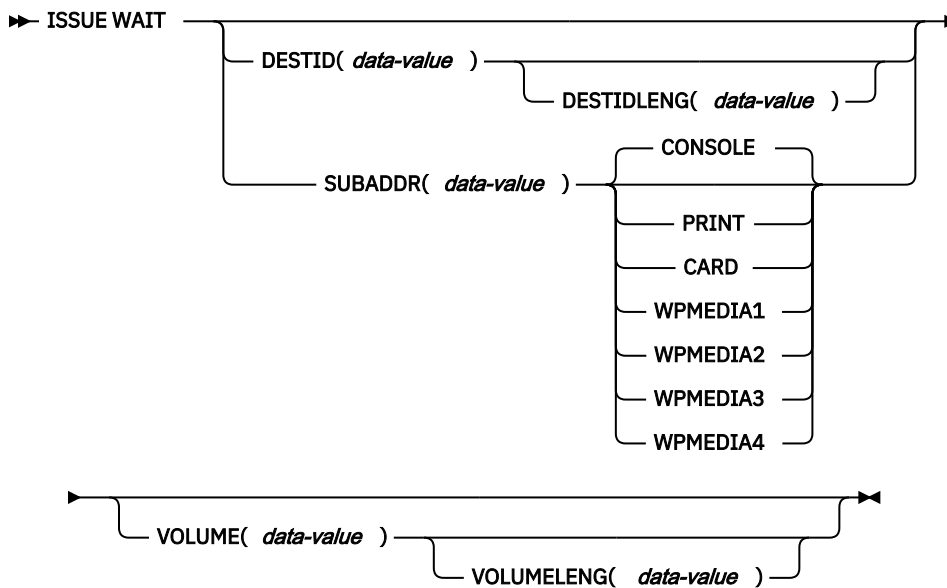 ISSUE WAIT
DESTID( data-value )
DESTIDLENG( data-value )
CONSOLE
SUBADDR( data-value )
PRINT
CARD
WPMEDIA1
WPMEDIA2
WPMEDIA3
WPMEDIA4
VOLUME( data-value )
VOLUMELENG( data-value )